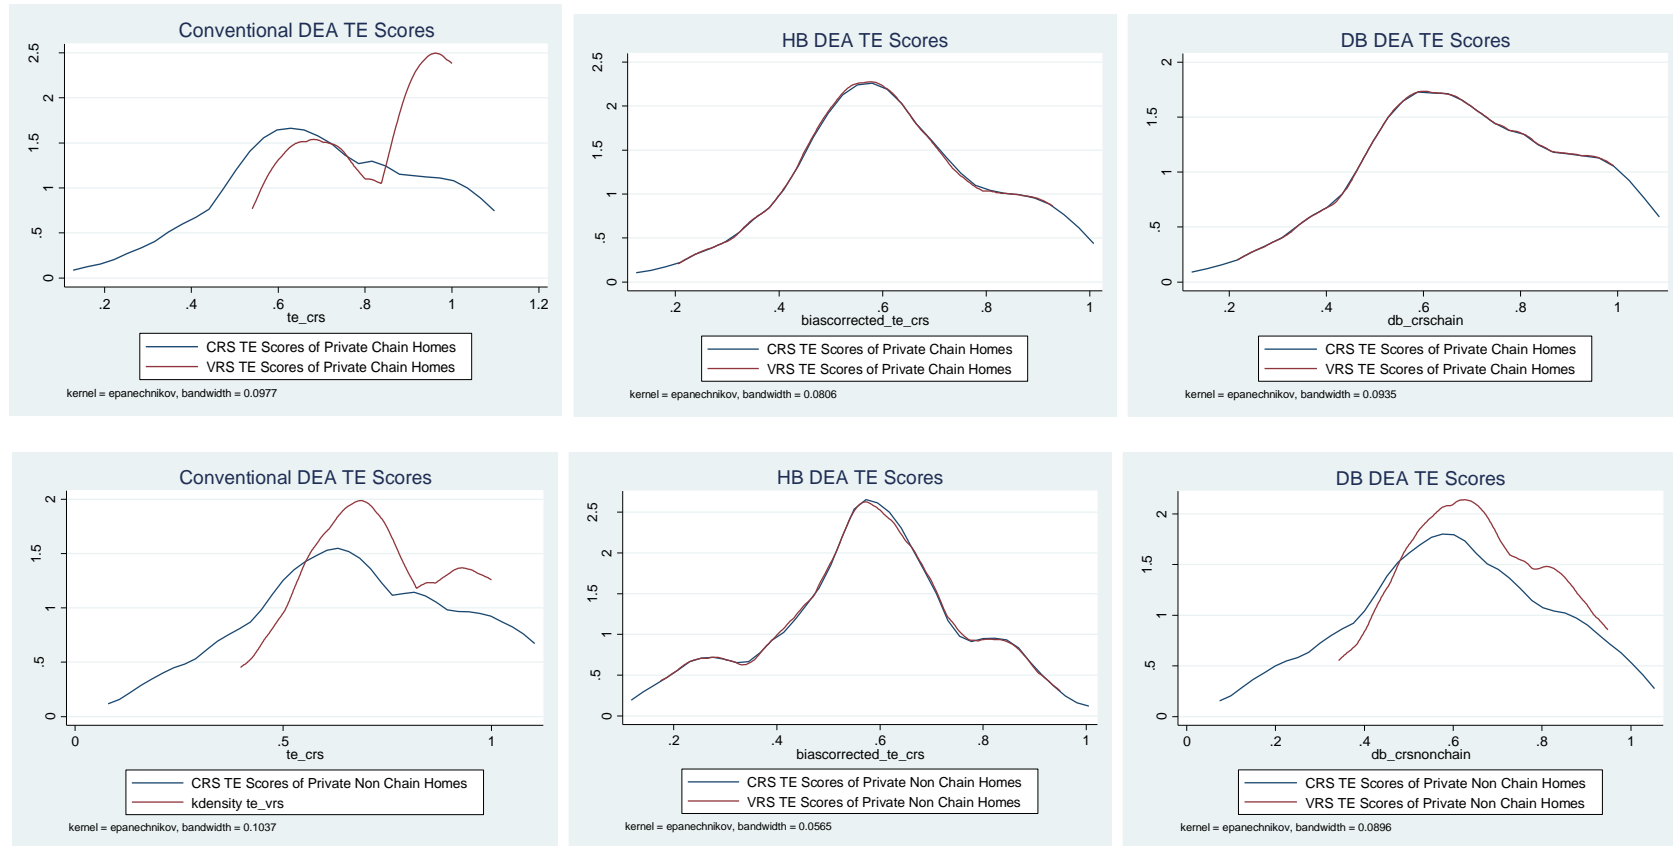 Conventional DEA TE Scores
2.5
2
1.5
1
.5
0
.2
.4
.6
.8
1
1.2
te_crs
CRS TE Scores of Private Chain Homes
VRS TE Scores of Private Chain Homes
kernel = epanechnikov, bandwidth = 0.0977
HB DEA TE Scores
2.5
2
1.5
1
.5
0
.2
.4
.6
.8
1
biascorrected_te_crs
CRS TE Scores of Private Chain Homes
VRS TE Scores of Private Chain Homes
kernel = epanechnikov, bandwidth = 0.0806
DB DEA TE Scores
2
1.5
1
.5
0
.2
.4
.6
.8
1
db_crschain
CRS TE Scores of Private Chain Homes
VRS TE Scores of Private Chain Homes
kernel = epanechnikov, bandwidth = 0.0935
Conventional DEA TE Scores
2
1.5
1
.5
0
0
.5
1
te_crs
CRS TE Scores of Private Non Chain Homes
kdensity te_vrs
kernel = epanechnikov, bandwidth = 0.1037
HB DEA TE Scores
2.5
2
1.5
1
.5
0
.2
.4
.6
.8
1
biascorrected_te_crs
CRS TE Scores of Private Non Chain Homes
VRS TE Scores of Private Non Chain Homes
kernel = epanechnikov, bandwidth = 0.0565
DB DEA TE Scores
2
1.5
1
.5
0
0
.2
.4
.6
.8
1
db_crsnonchain
CRS TE Scores of Private Non Chain Homes
VRS TE Scores of Private Non Chain Homes
kernel = epanechnikov, bandwidth = 0.0896